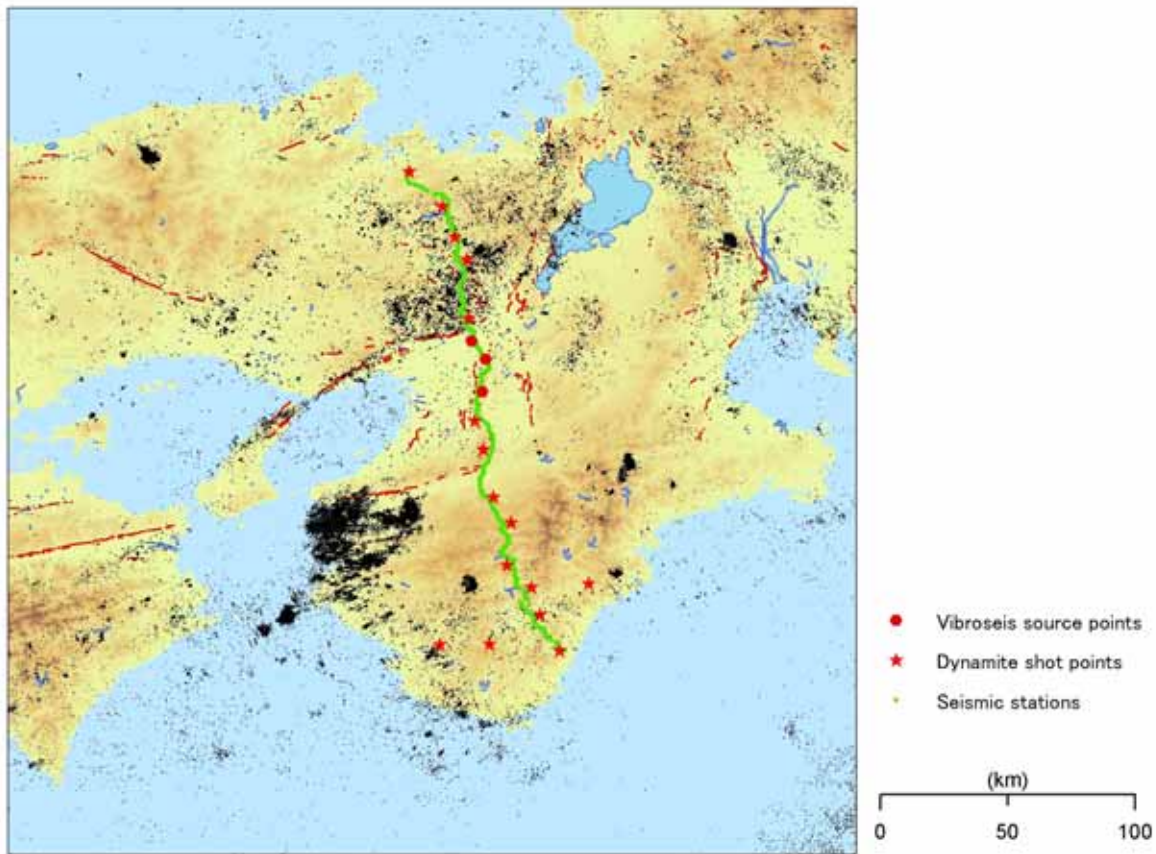 Vibroseis source points
Dynamite shot points
Seismic stations
(km)
0 50 100